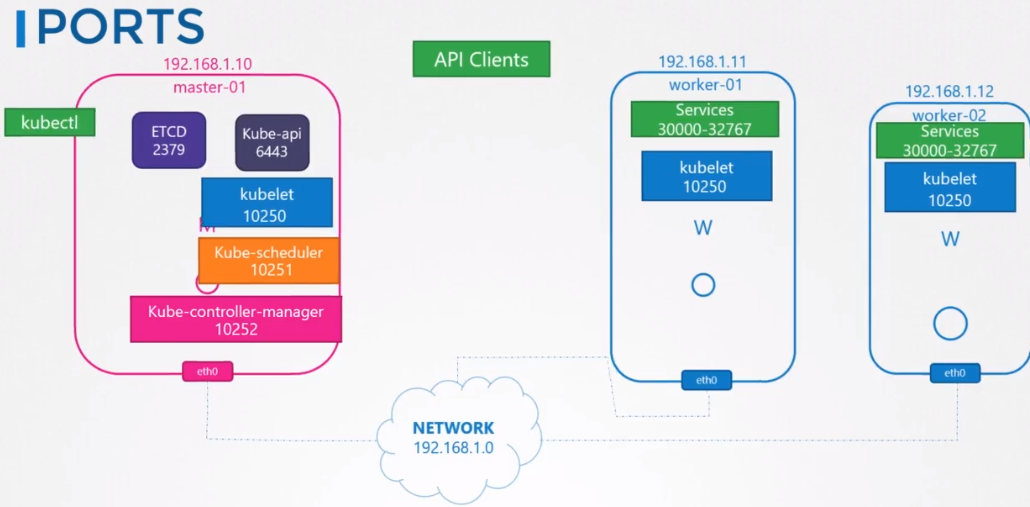 PORTS
192.168.1.10
master-01
kubectl
ETCD
2379
Kube-api
6443
kubelet
10250
M
Kube-scheduler
10251
Kube-controller-manager
10252
eth0
API Clients
192.168.1.11
worker-01
Services
30000-32767
kubelet
10250
W
eth0
192.168.1.12
worker-02
Services
30000-32767
kubelet
10250
W
eth0
NETWORK
192.168.1.0